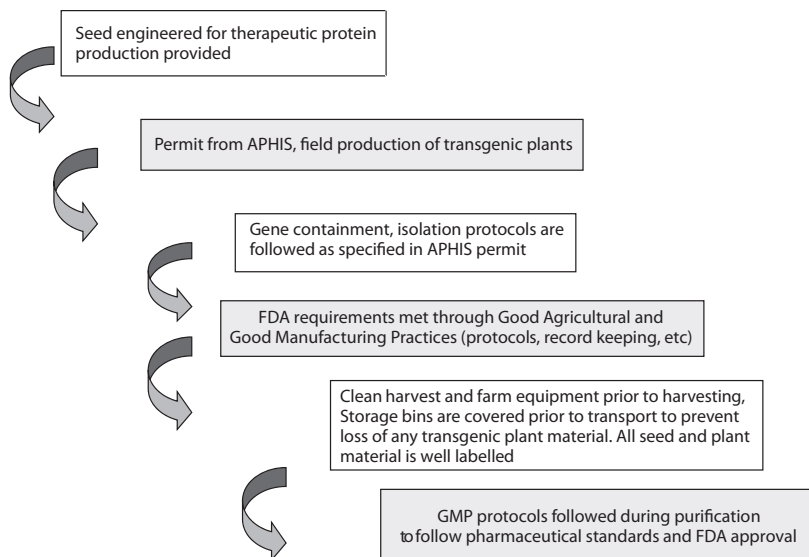 Seed engineered for therapeutic protein
production provided
Permit from APHIS, field production of transgenic plants
Gene containment, isolation protocols are
followed as specified in APHIS permit
FDA requirements met through Good Agricultural and
Good Manufacturing Practices (protocols, record keeping, etc)
Clean harvest and farm equipment prior to harvesting,
Storage bins are covered prior to transport to prevent
loss of any transgenic plant material. All seed and plant
material is well labelled
GMP protocols followed during purification
to follow pharmaceutical standards and FDA approval